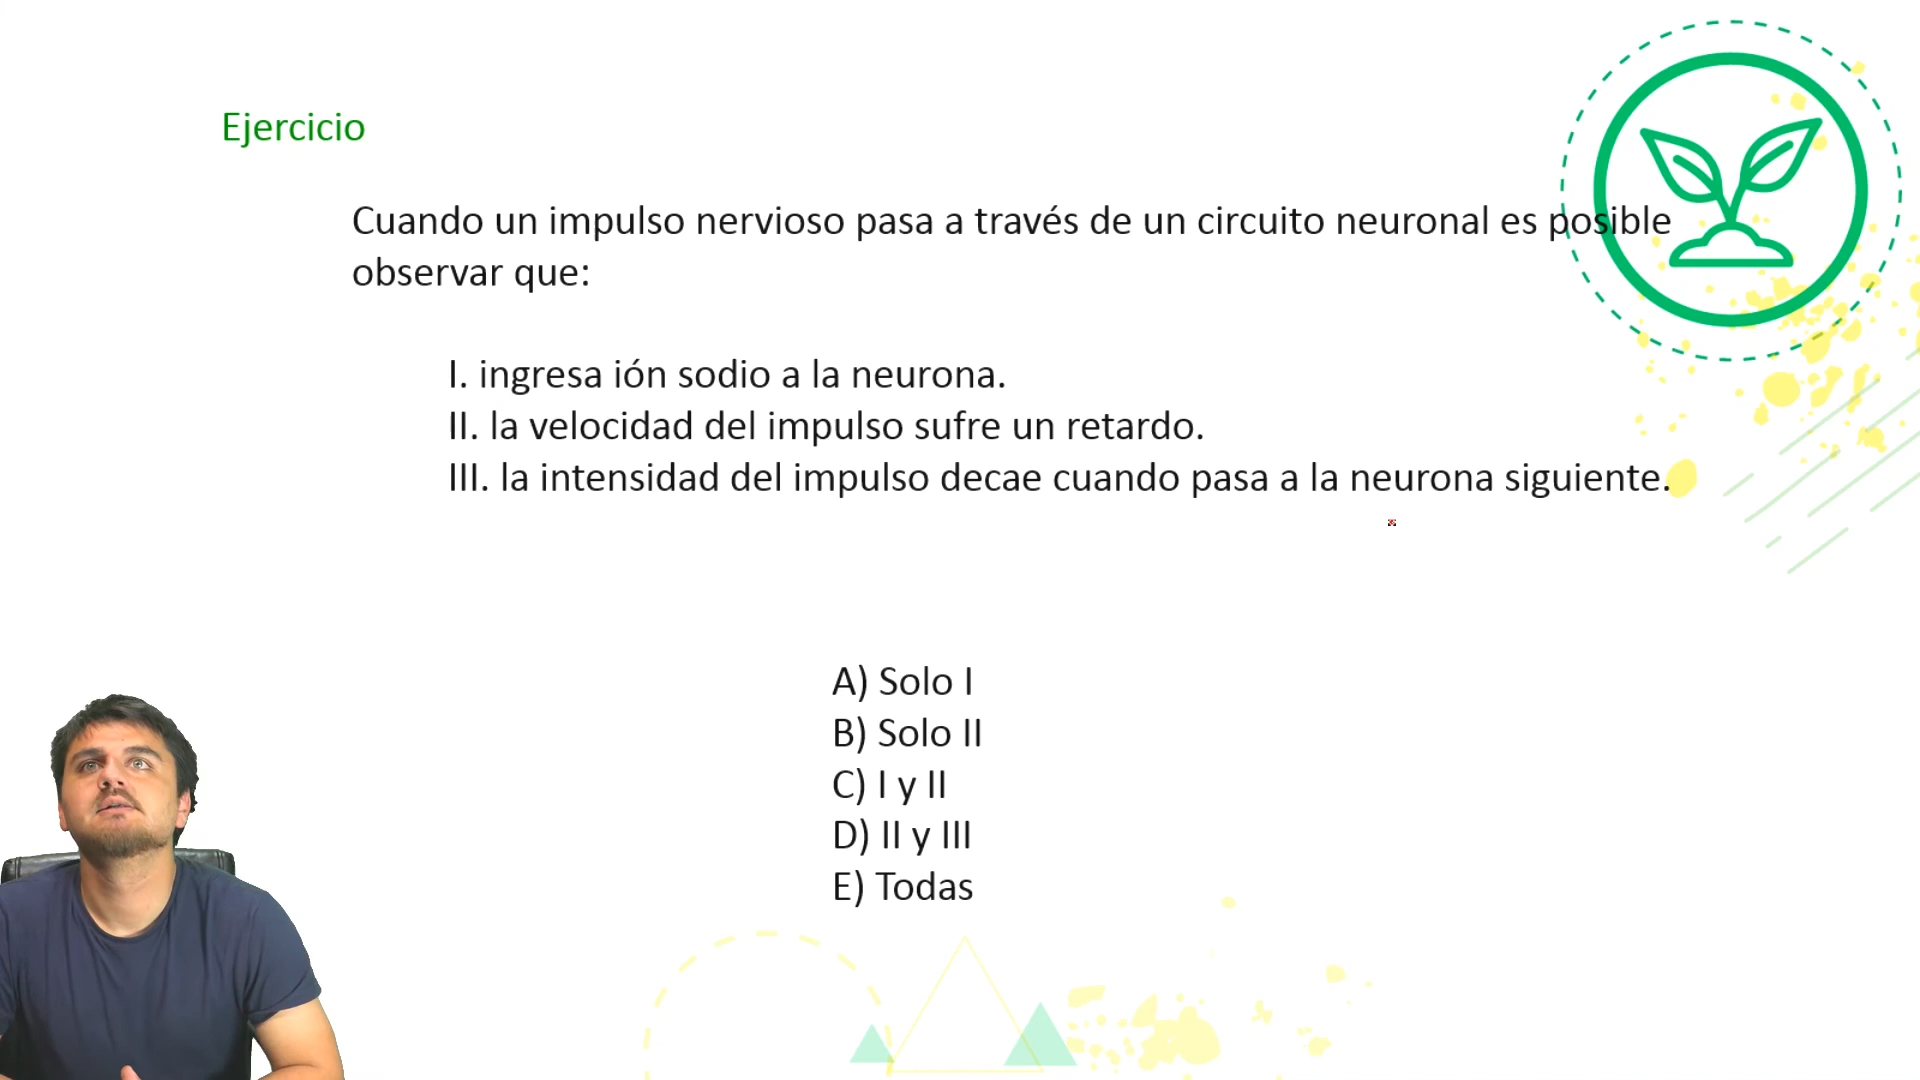 Ejercicio
Cuando un impulso nervioso pasa a través de un circuito neuronal es posible
observar que:
I. ingresa ión sodio a la neurona.
II. la velocidad del impulso sufre un retardo.
III. la intensidad del impulso decae cuando pasa a la neurona siguiente.
A) Solo I
B) Solo II
C) I y II
D) II y III
E) Todas